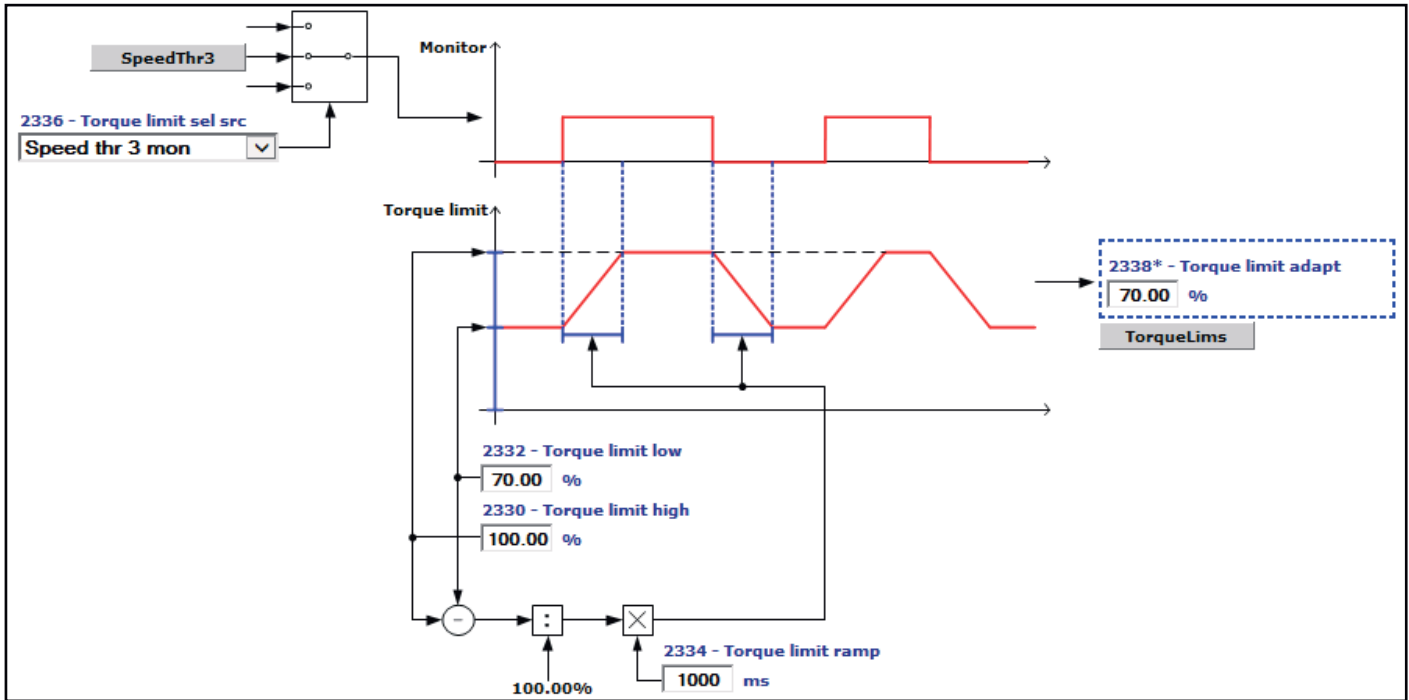 Monitor
SpeedThr3
2336 - Torque limit sel src
Speed thr 3 mon
Torque limit
2338* - Torque limit adapt
70.00 %
TorqueLims
2332 - Torque limit low
70.00 %
2330 - Torque limit high
100.00 %
-
:
×
2334 - Torque limit ramp
1000 ms
100.00%